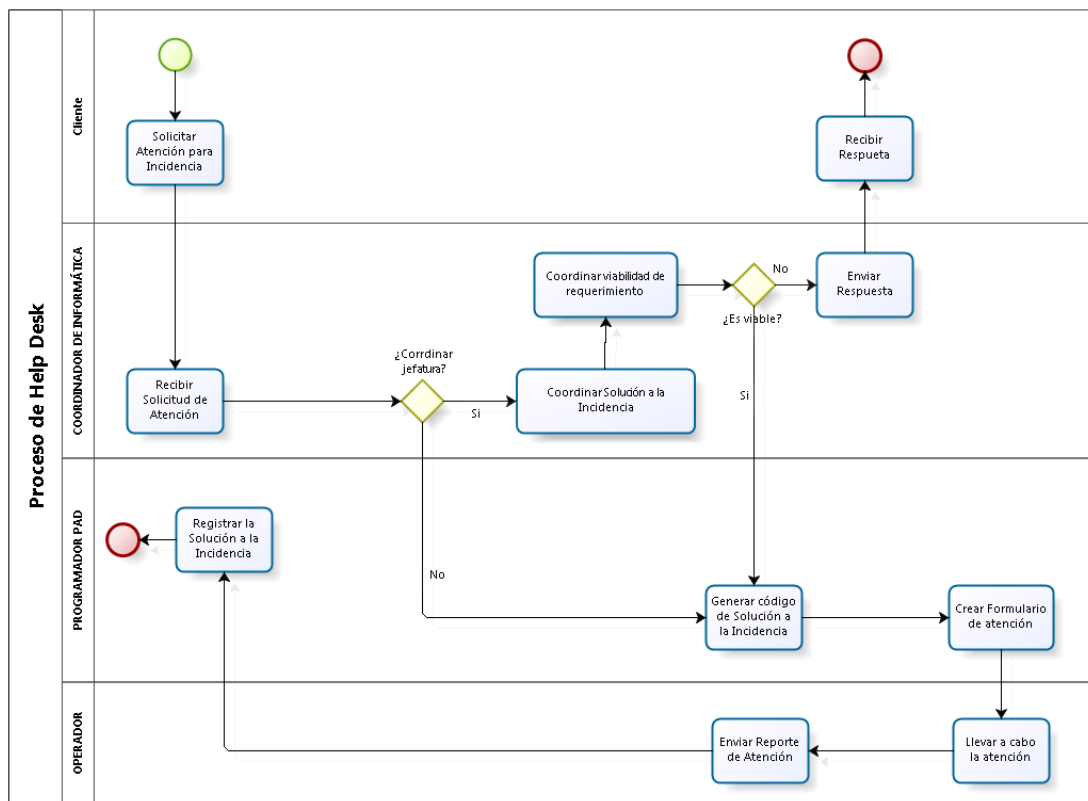 Proceso de Help Desk
Cliente
Solicitar
Atención para
Incidencia
Recibir
Respueta
COORDINADOR DE INFORMÁTICA
Coordinar viabilidad de
requerimiento
No
¿Es viable?
Enviar
Respuesta
Recibir
Solicitud de
Atención
¿Corrdinar
jefatura?
Si
Coordinar Solución a la
Incidencia
Si
PROGRAMADOR PAD
Registrar la
Solución a la
Incidencia
No
Generar código
de Solución a
la Incidencia
Crear Formulario
de atención
OPERADOR
Enviar Reporte
de Atención
Llevar a cabo
la atención